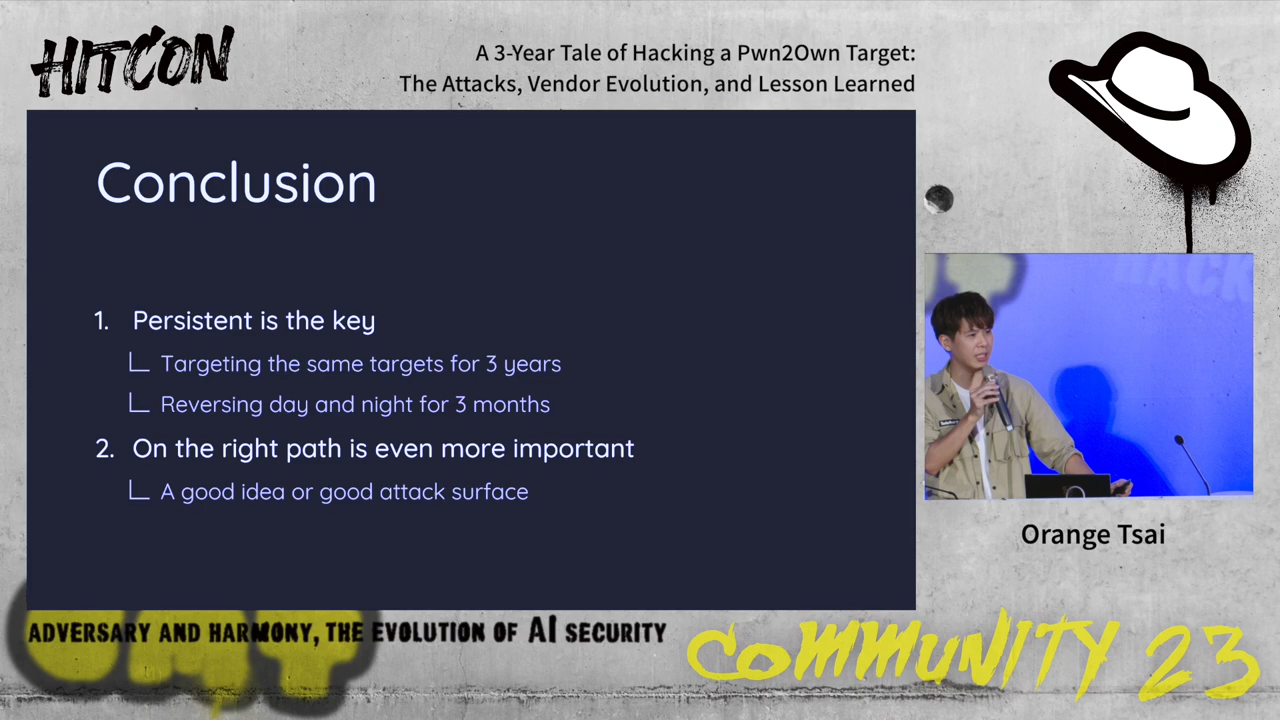 HITCON
A 3-Year Tale of Hacking a Pwn2Own Target:
The Attacks, Vendor Evolution, and Lesson Learned
Conclusion
1. Persistent is the key
Targeting the same targets for 3 years
Reversing day and night for 3 months
2. On the right path is even more important
A good idea or good attack surface
HACK
Orange Tsai
ADVERSARY AND HARMONY, THE EVOLUTION OF AI SECURITY
COMMUNITY 23